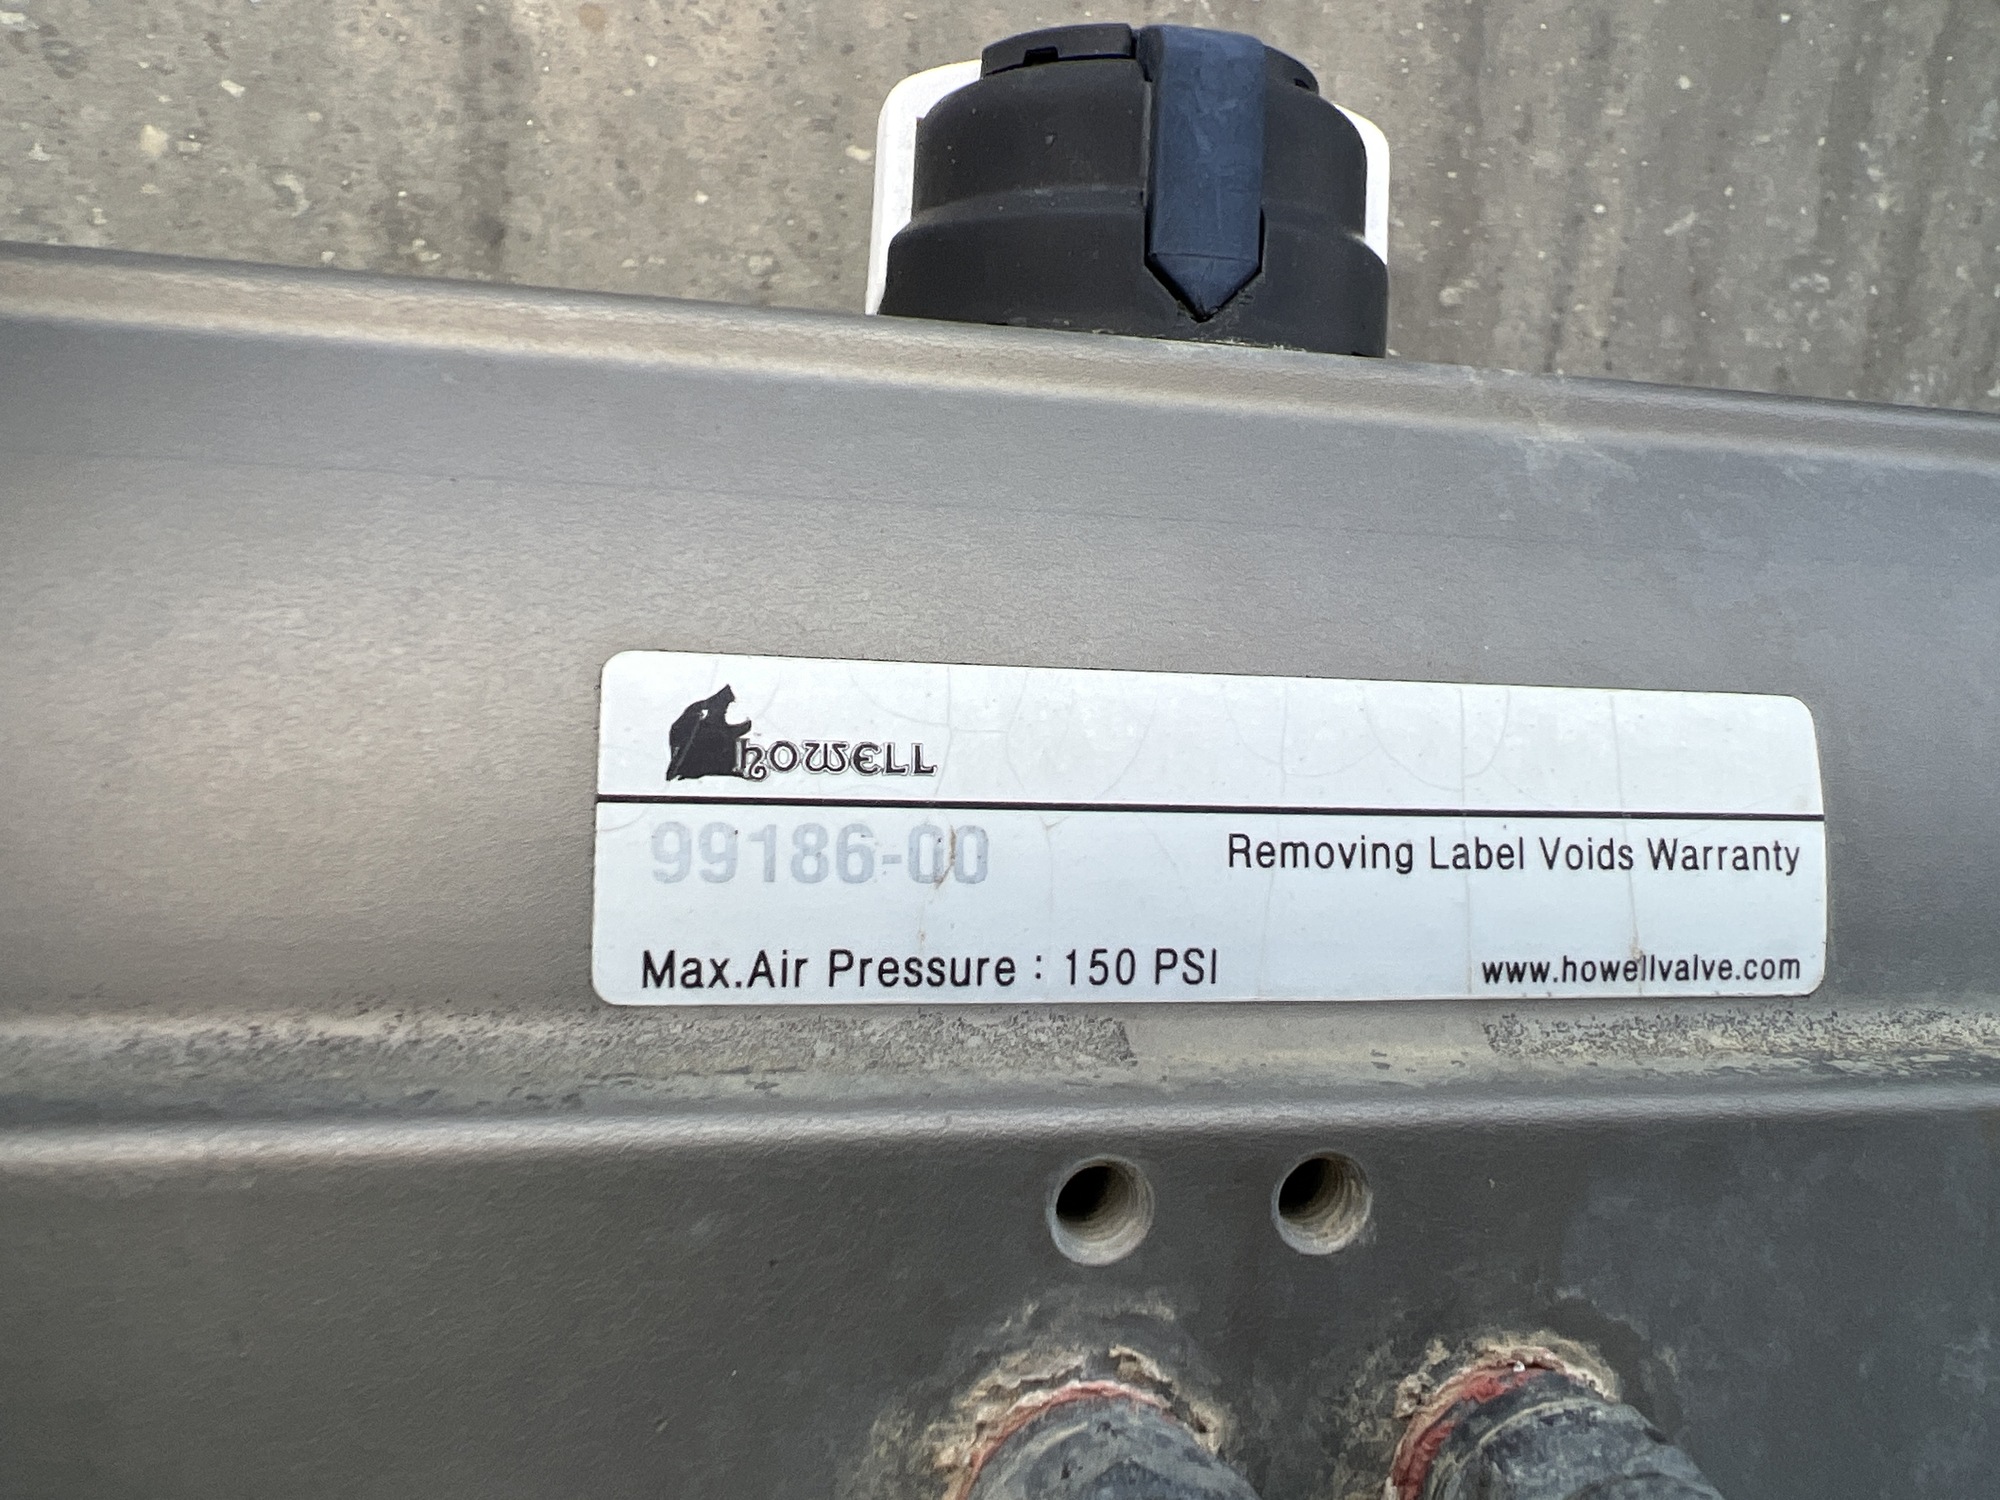 howell
99186-00
Removing Label Voids Warranty
Max.Air Pressure : 150 PSI
www.howellvalve.com